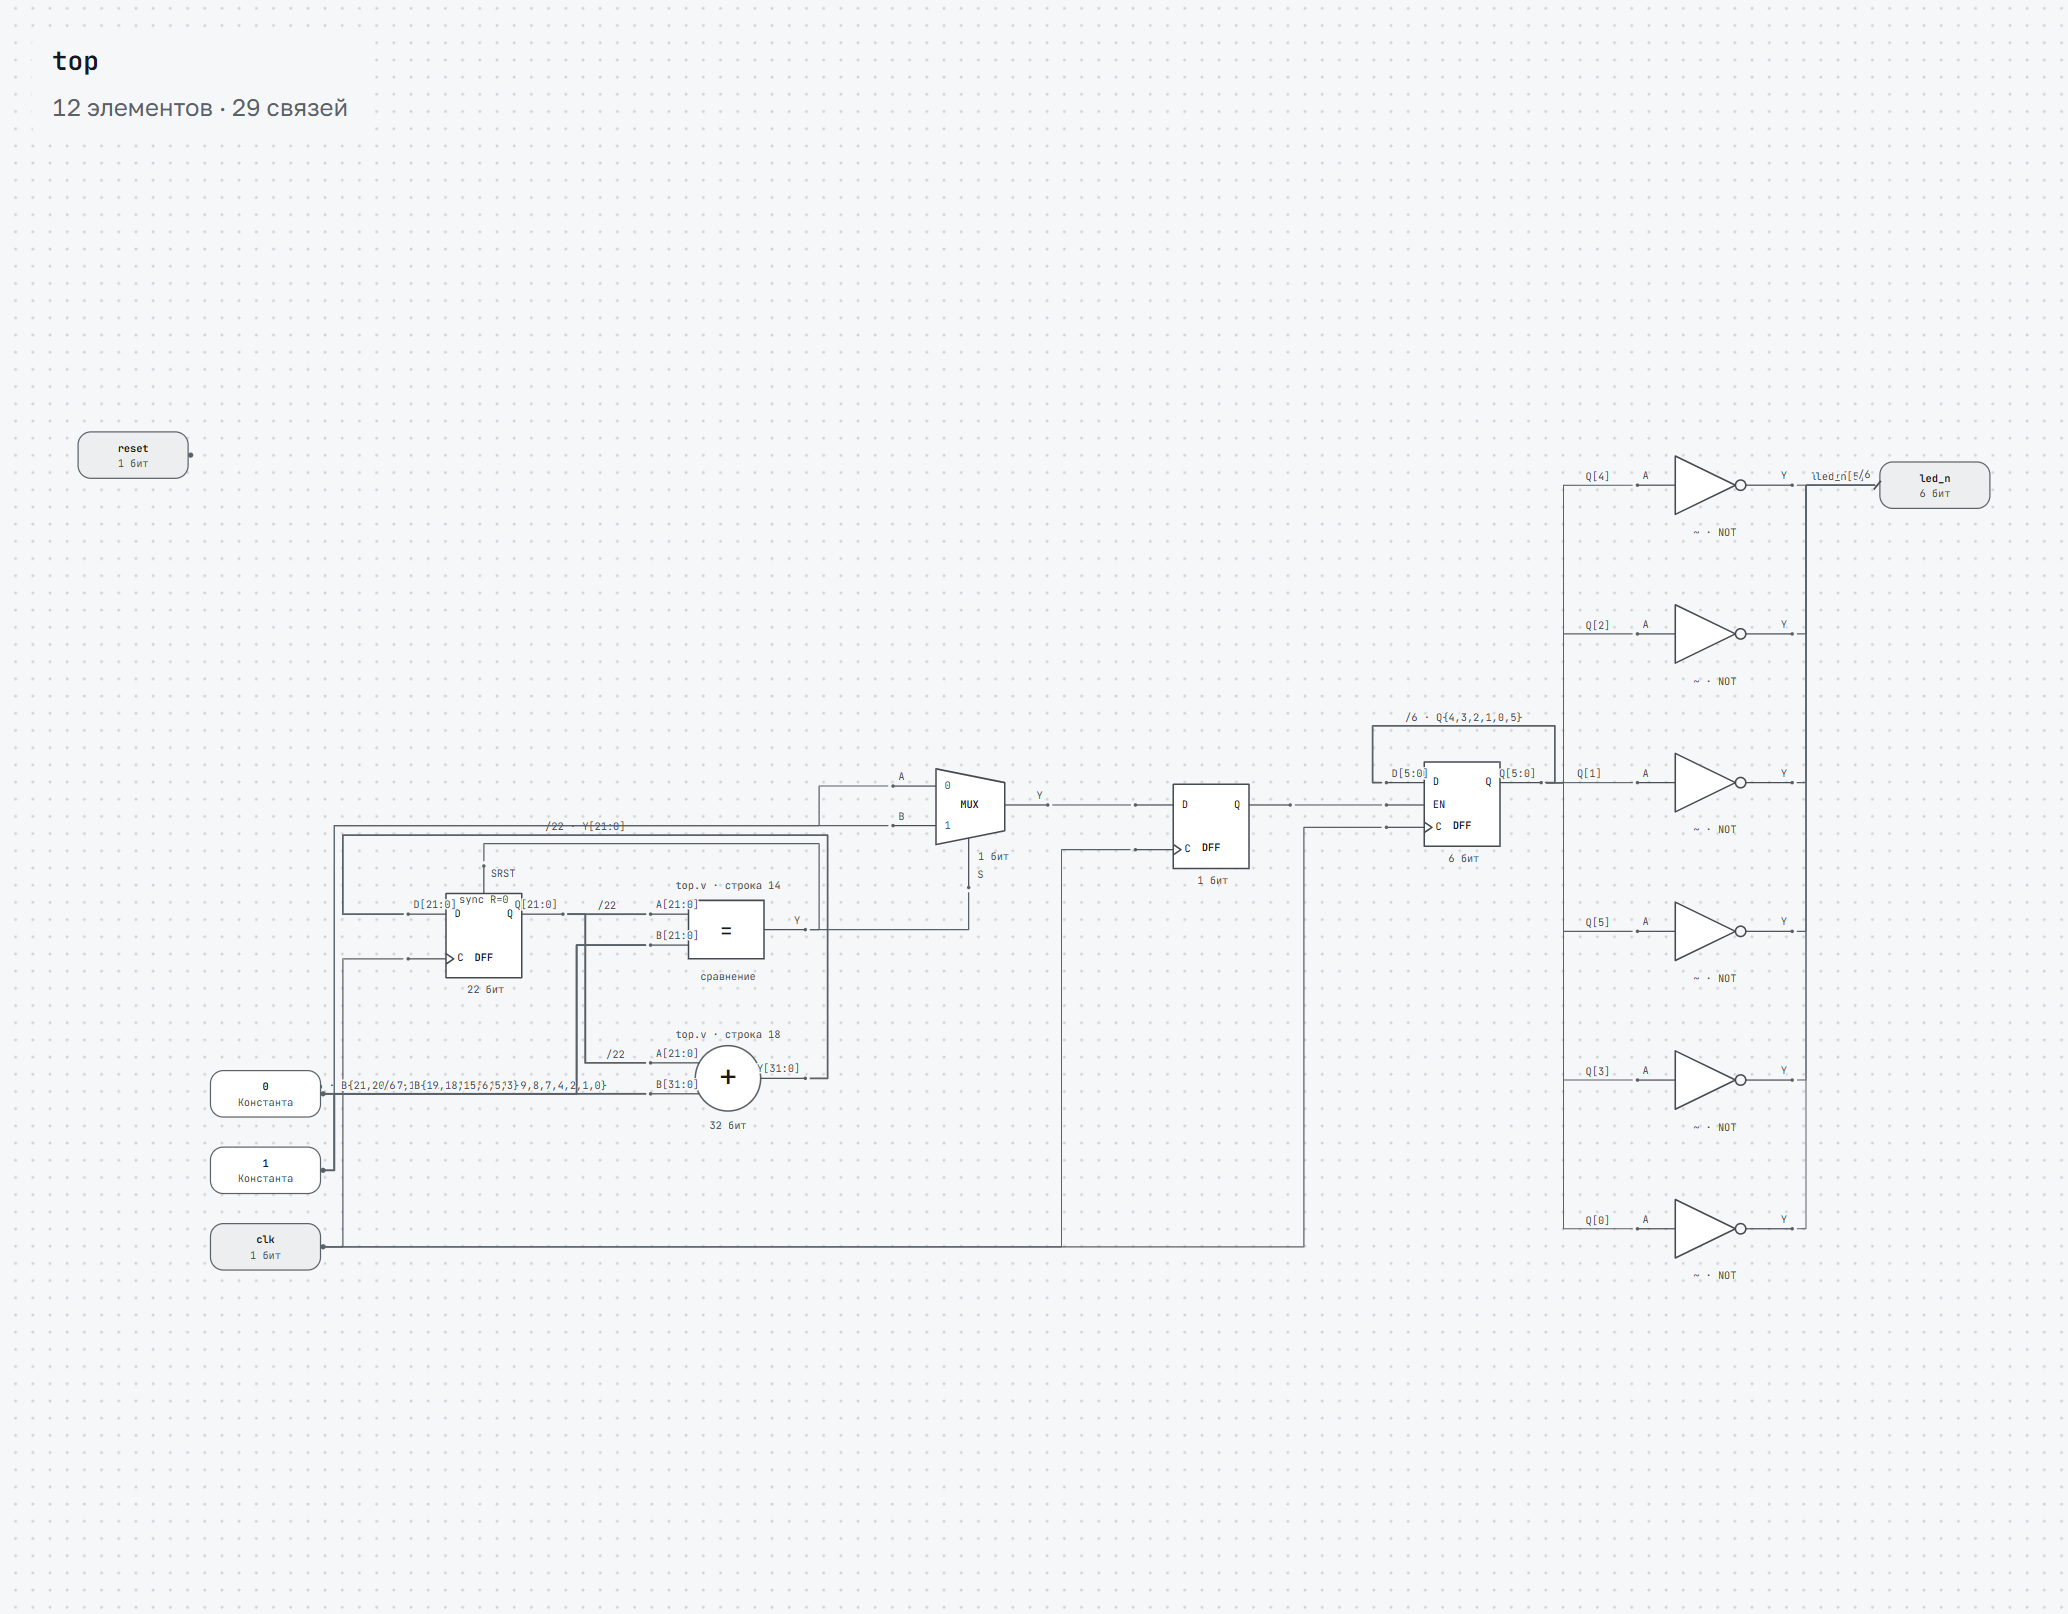 top
12 элементов · 29 связей
reset
1 бит
Q[4]
A
Y
/6
led_n
6 бит
~ · NOT
Q[2]
A
Y
~ · NOT
/6 · Q{4,3,2,1,0,5}
D[5:0]
D
Q
Q[5:0]
EN
C
DFF
6 бит
Q[1]
A
Y
~ · NOT
A
0
MUX
B
1
Y
1 бит
S
D
Q
C
DFF
1 бит
/22 · Y[21:0]
SRST
sync R=0
D[21:0]
D
Q
Q[21:0]
C
DFF
22 бит
/22
top.v · строка 14
A[21:0]
B[21:0]
=
Y
сравнение
Q[5]
A
Y
~ · NOT
top.v · строка 18
/22
A[21:0]
B[31:0]
+
Y[31:0]
32 бит
0
Константа
1
Константа
clk
1 бит
Q[3]
A
Y
~ · NOT
Q[0]
A
Y
~ · NOT